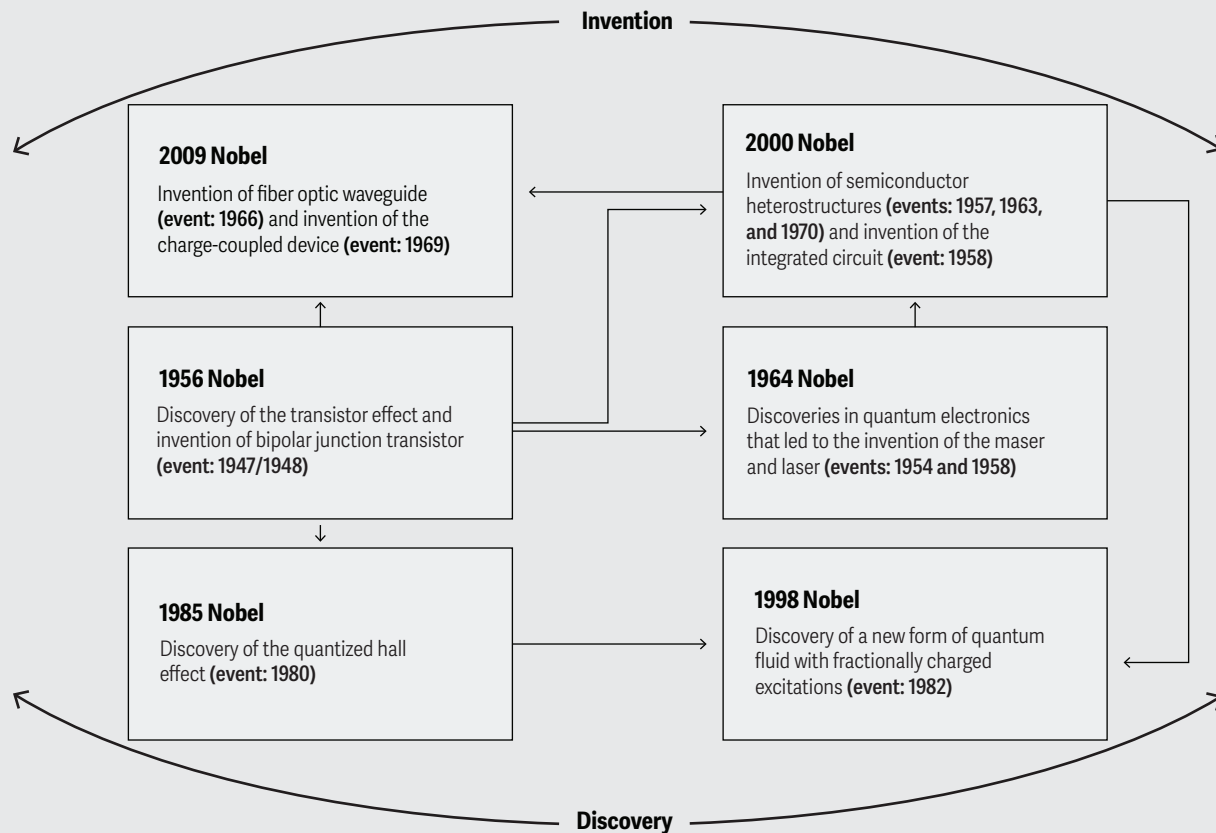 Invention
2009 Nobel
Invention of fiber optic waveguide
(event: 1966) and invention of the
charge-coupled device (event: 1969)
2000 Nobel
Invention of semiconductor
heterostructures (events: 1957, 1963,
and 1970) and invention of the
integrated circuit (event: 1958)
1956 Nobel
Discovery of the transistor effect and
invention of bipolar junction transistor
(event: 1947/1948)
1964 Nobel
Discoveries in quantum electronics
that led to the invention of the maser
and laser (events: 1954 and 1958)
1985 Nobel
Discovery of the quantized hall
effect (event: 1980)
1998 Nobel
Discovery of a new form of quantum
fluid with fractionally charged
excitations (event: 1982)
Discovery